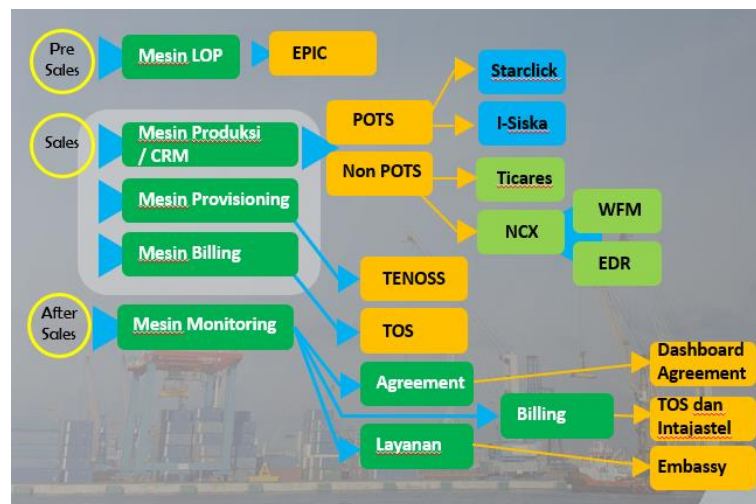 Pre
Sales
Mesin LOP
EPIC
Starclick
Sales
Mesin Produksi
/ CRM
POTS
I-Siska
Non POTS
Ticares
Mesin Provisioning
NCX
WFM
Mesin Billing
EDR
TENOSS
After
Sales
Mesin Monitoring
TOS
Agreement
Dashboard
Agreement
Billing
TOS dan
Intajastel
Layanan
Embassy